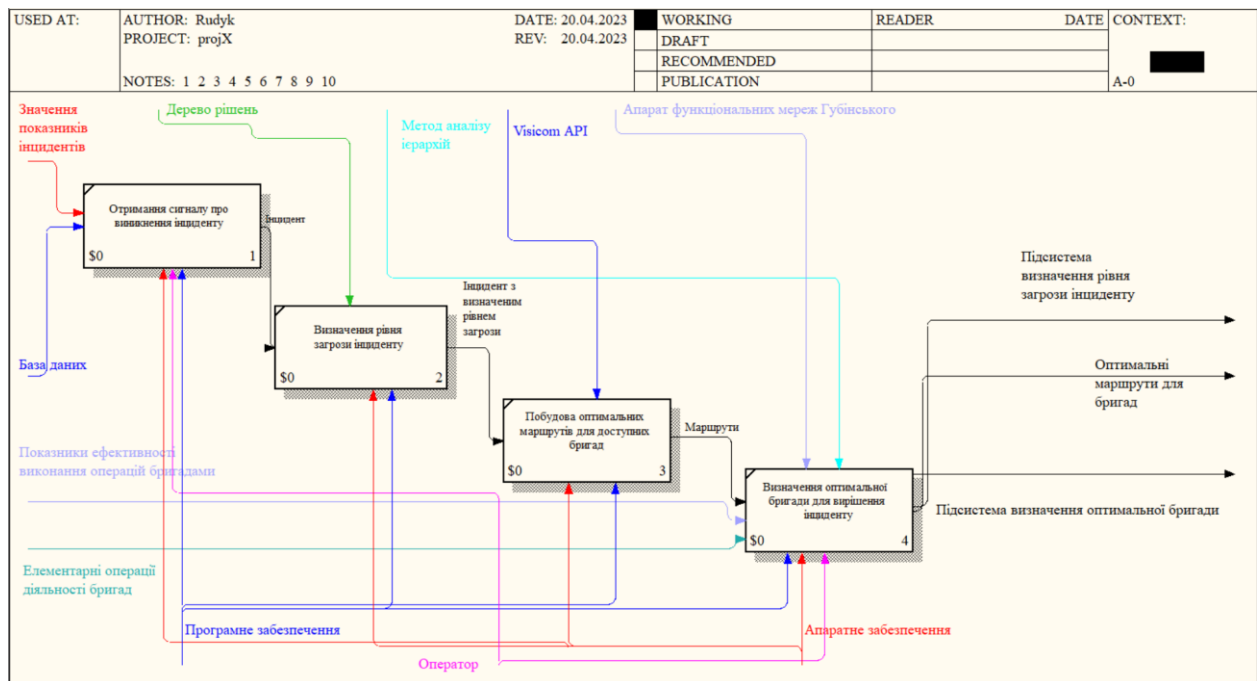 USED AT:
AUTHOR: Rudyk
DATE: 20.04.2023
WORKING
READER
DATE
CONTEXT:
PROJECT: projX
REV: 20.04.2023
DRAFT
RECOMMENDED
NOTES: 1 2 3 4 5 6 7 8 9 10
PUBLICATION
A-0
Значення
показників
інцидентів
Дерево рішень
Метод аналізу
ієрархій
Visicom API
Апарат функціональних мереж Губінського
Отримання сигналу про
виникнення інциденту
$0
1
Інцидент
Визначення рівня
загрози інциденту
$0
2
Інцидент з
визначеним
рівнем
загрози
Підсистема
визначення рівня
загрози інциденту
База даних
Оптимальні
маршрути для
бригад
Побудова оптимальних
маршрутів для доступних
бригад
$0
3
Маршрути
Показники ефективності
виконання операцій бригадами
Визначення оптимальної
бригади для вирішення
інциденту
$0
4
Підсистема визначення оптимальної бригади
Елементарні операції
діяльності бригад
Програмне забезпечення
Апаратне забезпечення
Оператор